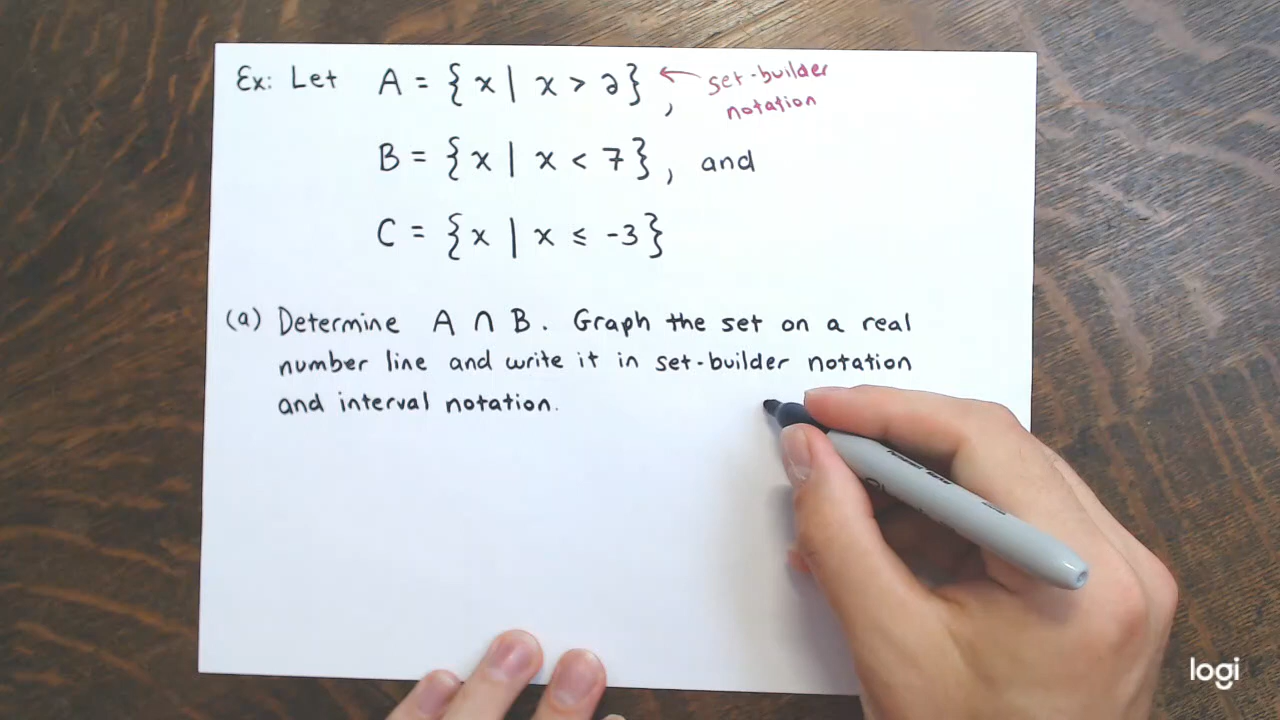 Ex: Let A = { x | x > 2 } , ← set-builder
notation
B = { x | x < 7 } , and
C = { x | x ≤ -3 }
(a) Determine A ∩ B. Graph the set on a real
number line and write it in set-builder notation
and interval notation.
logi